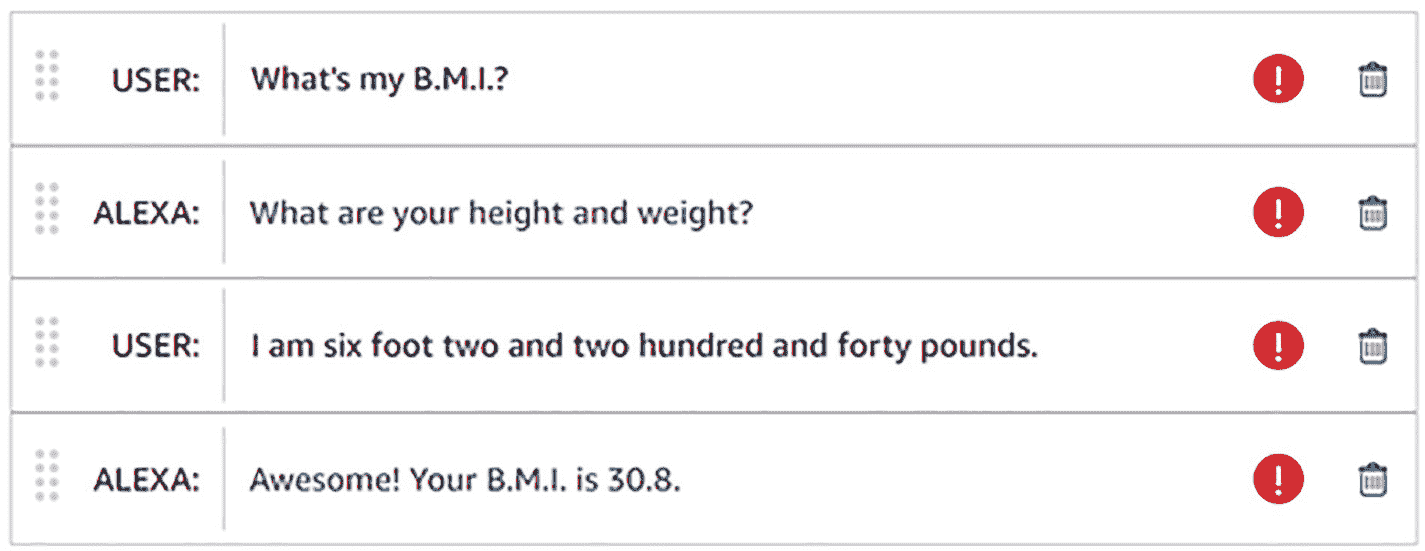 USER: What's my B.M.I.?
ALEXA: What are your height and weight?
USER: I am six foot two and two hundred and forty pounds.
ALEXA: Awesome! Your B.M.I. is 30.8.